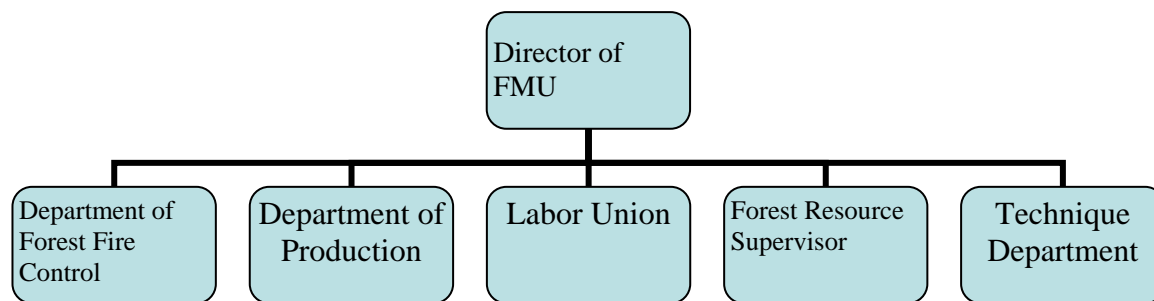 Director of
FMU
Department of
Forest Fire
Control
Department of
Production
Labor Union
Forest Resource
Supervisor
Technique
Department